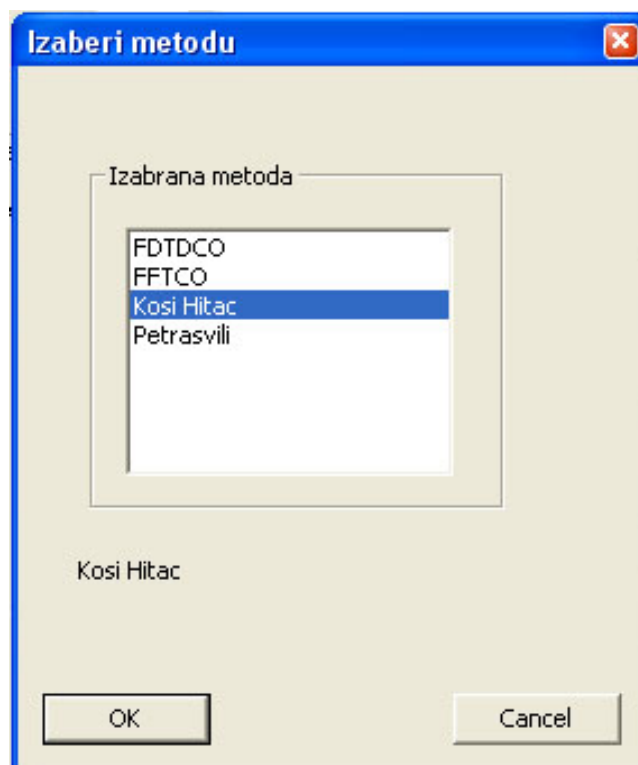 Izaberi metodu
Izabrana metoda
FDTDCO
FFTCO
Kosi Hitac
Petrasvili
Kosi Hitac
OK Cancel